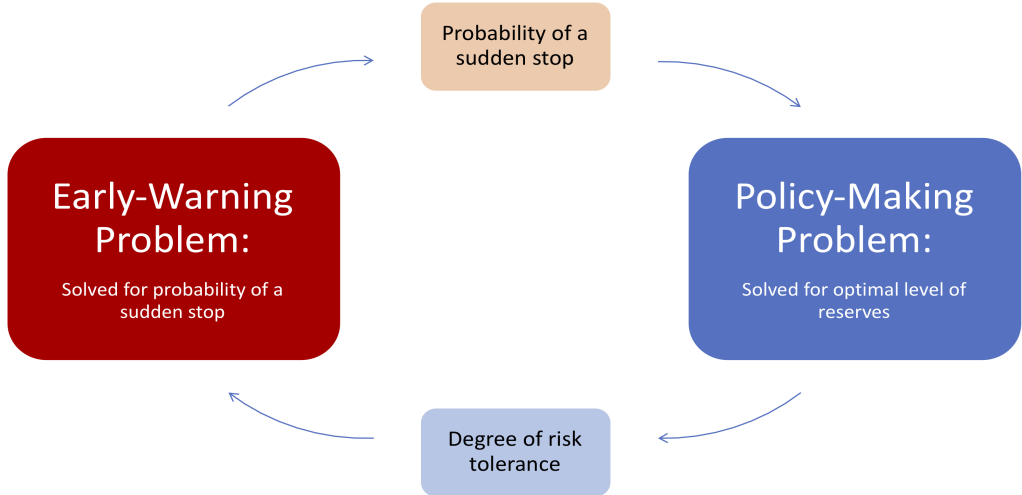 Probability of a
sudden stop
Early-Warning
Problem:
Solved for probability of a
sudden stop
Policy-Making
Problem:
Solved for optimal level of
reserves
Degree of risk
tolerance